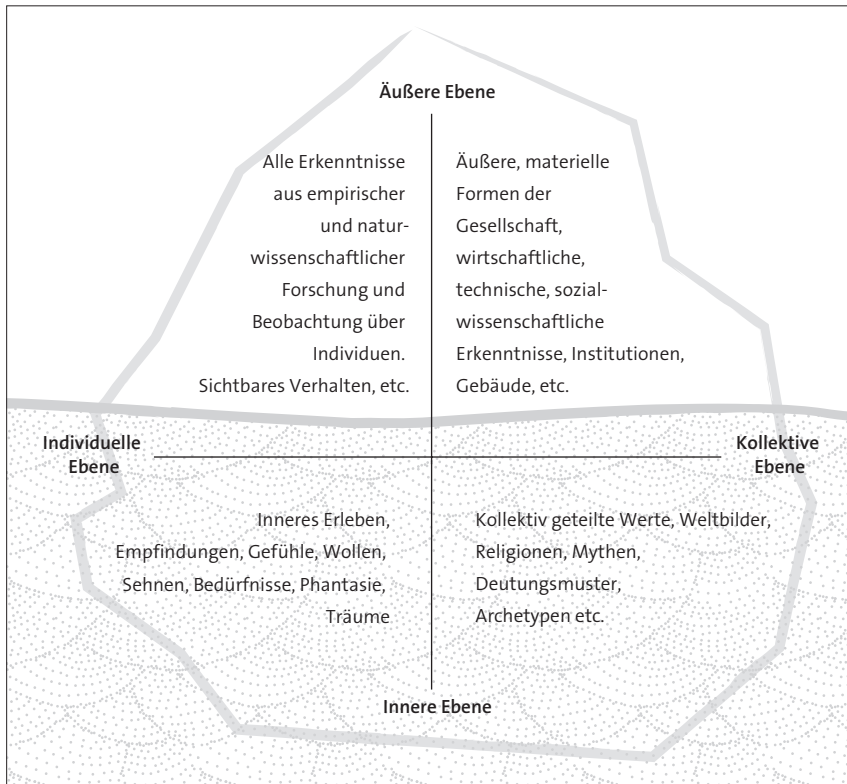 Äußere Ebene
Alle Erkenntnisse
aus empirischer
und natur-
wissenschaftlicher
Forschung und
Beobachtung über
Individuen.
Sichtbares Verhalten, etc.
Äußere, materielle
Formen der
Gesellschaft,
wirtschaftliche,
technische, sozial-
wissenschaftliche
Erkenntnisse, Institutionen,
Gebäude, etc.
Individuelle
Ebene
Kollektive
Ebene
Inneres Erleben,
Empfindungen, Gefühle, Wollen,
Sehnen, Bedürfnisse, Phantasie,
Träume
Kollektiv geteilte Werte, Weltbilder,
Religionen, Mythen,
Deutungsmuster,
Archetypen etc.
Innere Ebene